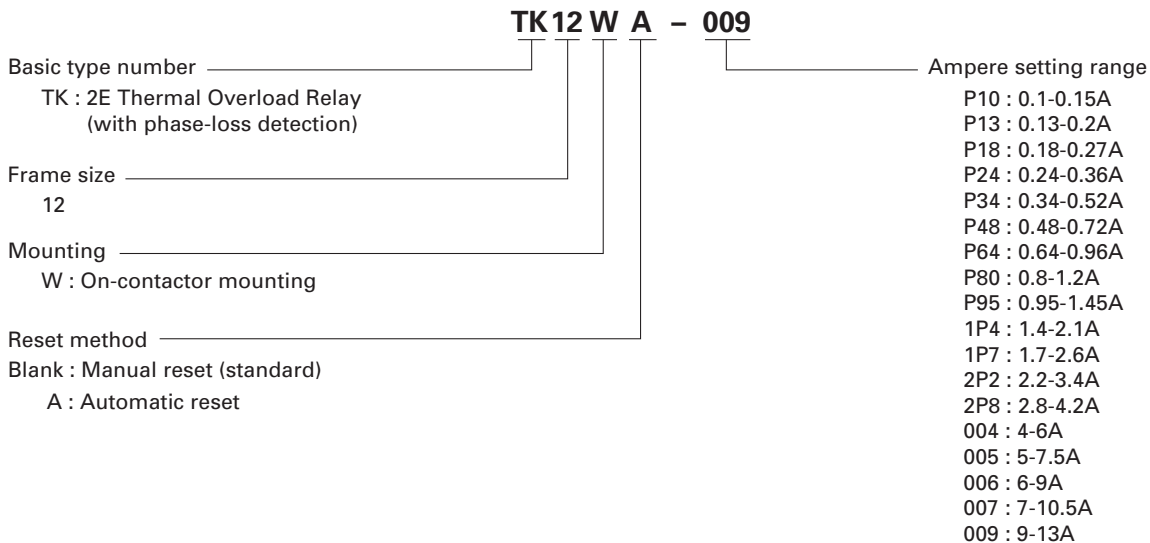 TK 12 W A – 009
Basic type number
TK : 2E Thermal Overload Relay
(with phase-loss detection)
Frame size
12
Mounting
W : On-contactor mounting
Reset method
Blank : Manual reset (standard)
A : Automatic reset
Ampere setting range
P10 : 0.1-0.15A
P13 : 0.13-0.2A
P18 : 0.18-0.27A
P24 : 0.24-0.36A
P34 : 0.34-0.52A
P48 : 0.48-0.72A
P64 : 0.64-0.96A
P80 : 0.8-1.2A
P95 : 0.95-1.45A
1P4 : 1.4-2.1A
1P7 : 1.7-2.6A
2P2 : 2.2-3.4A
2P8 : 2.8-4.2A
004 : 4-6A
005 : 5-7.5A
006 : 6-9A
007 : 7-10.5A
009 : 9-13A